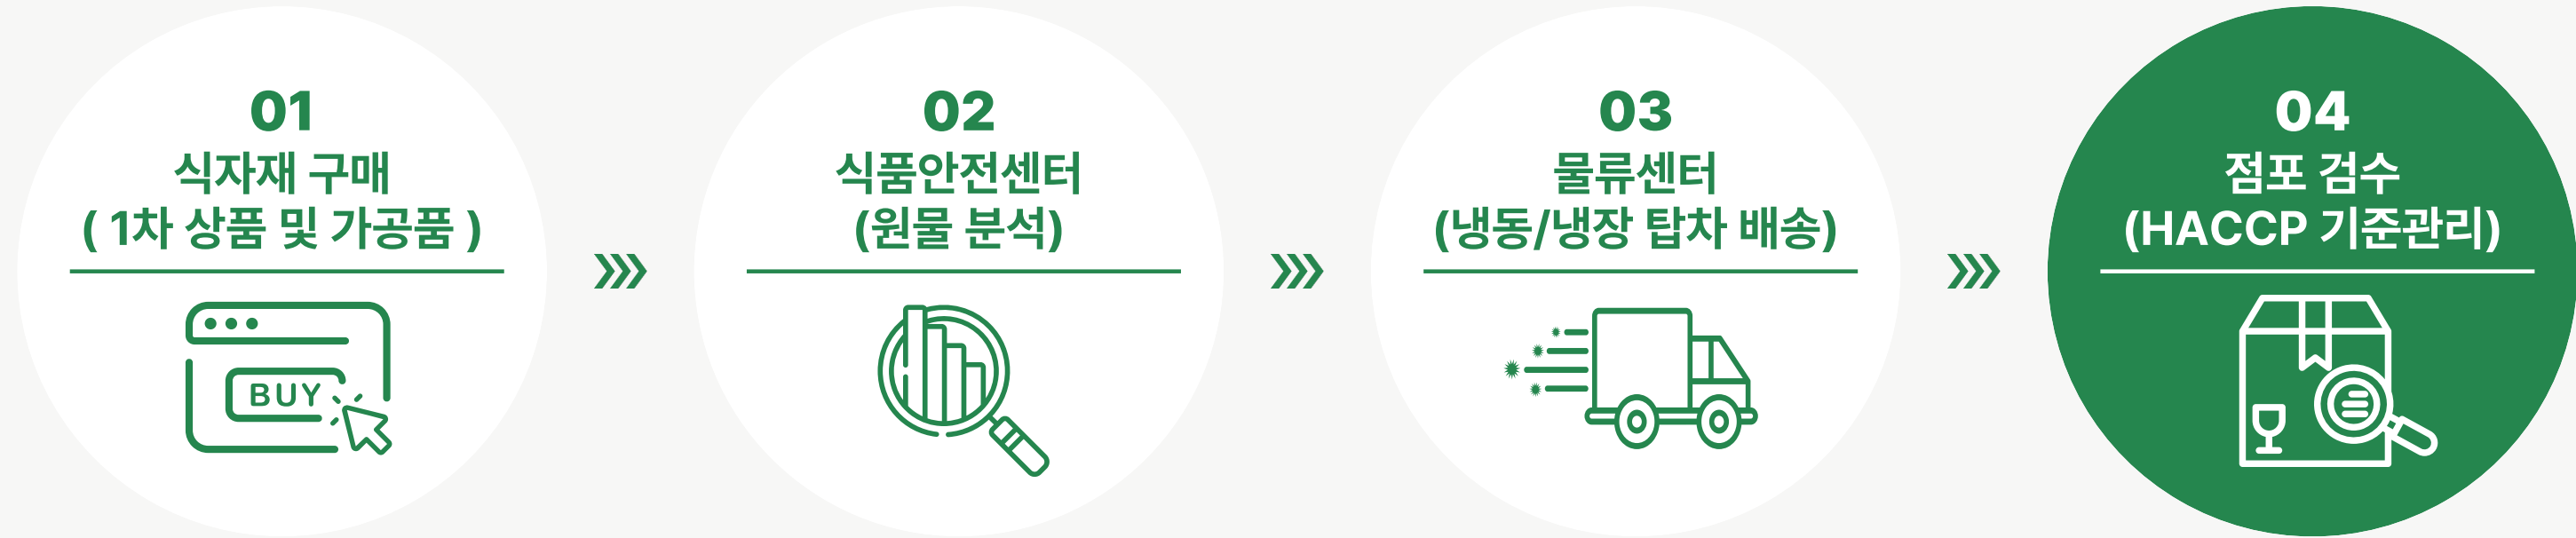 01
식자재 구매
( 1차 상품 및 가공품 )
BUY
02
식품안전센터
(원물 분석)
03
물류센터
(냉동/냉장 탑차 배송)
04
점포 검수
(HACCP 기준관리)